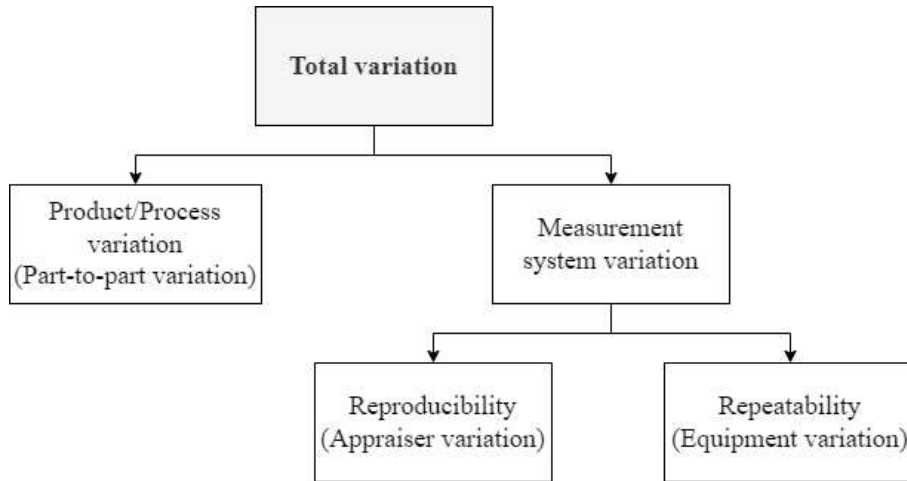 Total variation
Product/Process
variation
(Part-to-part variation)
Measurement
system variation
Reproducibility
(Appraiser variation)
Repeatability
(Equipment variation)